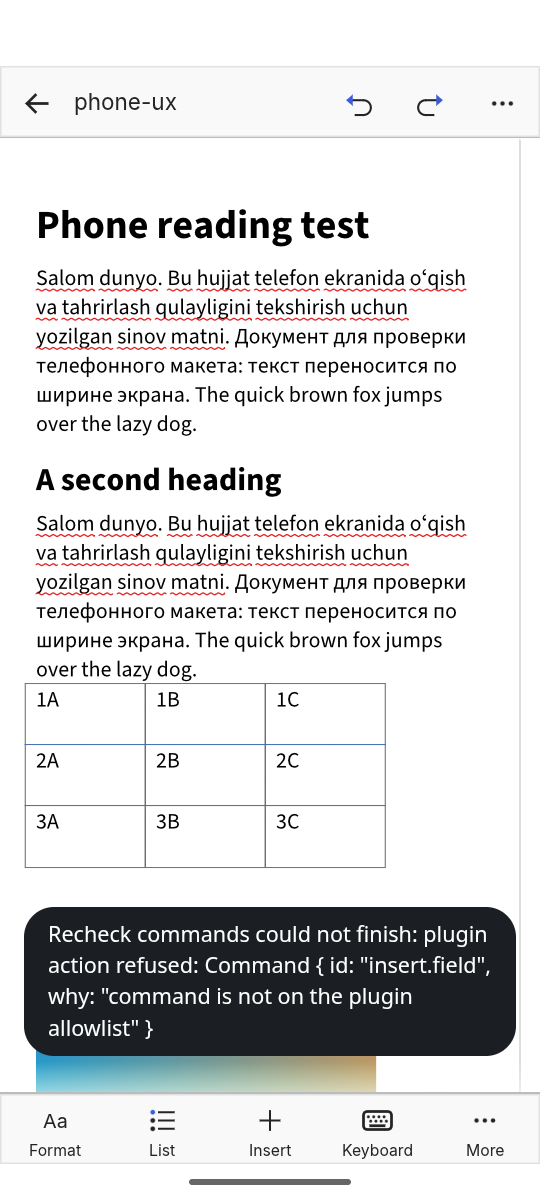 phone-ux
Phone reading test
Salom dunyo. Bu hujjat telefon ekranida oʻqish
va tahrirlash qulayligini tekshirish uchun
yozilgan sinov matni. Документ для проверки
телефонного макета: текст переносится по
ширине экрана. The quick brown fox jumps
over the lazy dog.
A second heading
Salom dunyo. Bu hujjat telefon ekranida oʻqish
va tahrirlash qulayligini tekshirish uchun
yozilgan sinov matni. Документ для проверки
телефонного макета: текст переносится по
ширине экрана. The quick brown fox jumps
over the lazy dog.
1A 1B 1C
2A 2B 2C
3A 3B 3C
Recheck commands could not finish: plugin
action refused: Command { id: "insert.field",
why: "command is not on the plugin
allowlist" }
Aa
Format List Insert Keyboard More